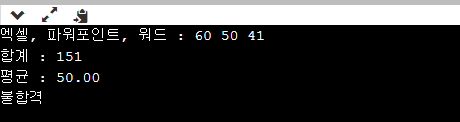 엑셀, 파워포인트, 워드 : 60 50 41
합계 : 151
평균 : 50.00
불합격